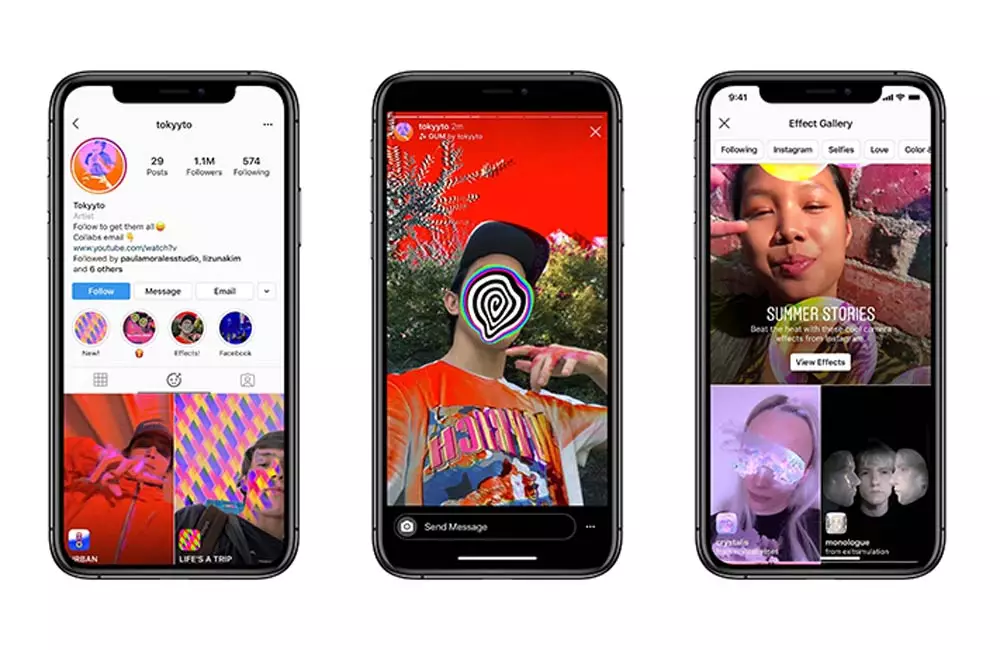 tokyyto
29 1.1M 574
Posts Followers Following
Tokyyto
Artist
Follow to get them all
Collabs email
www.youtube.com/watch?v
Followed by paulamoralesstudio, lizunakim
and 6 others
Follow Message Email
New! Effects! Facebook
LIFE'S A TRIP
tokyyto 2m
GUM by tokyyto
Send Message
9:41
Effect Gallery
Following Instagram Selfies Love Color &
SUMMER STORIES
Beat the heat with these cool camera
effects from Instagram.
View Effects
crystalis monologue
from exitsimulation